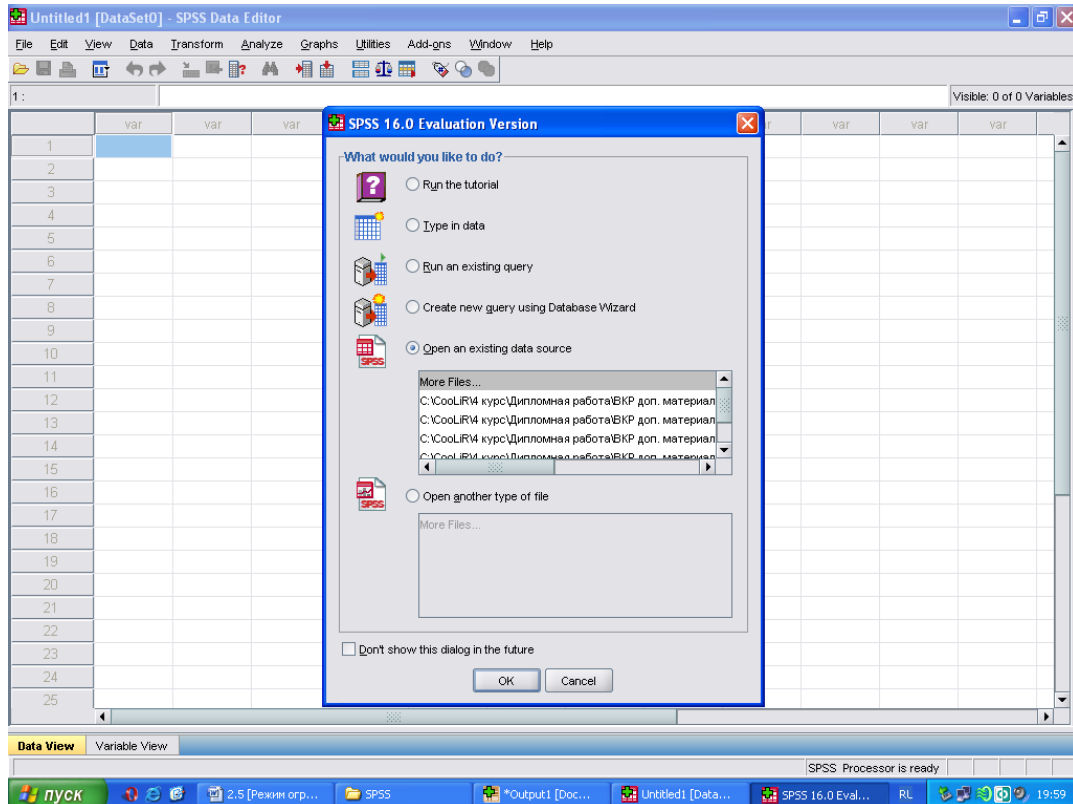 Untitled1 [DataSet0] - SPSS Data Editor
File Edit View Data Transform Analyze Graphs Utilities Add-ons Window Help
1 :
Visible: 0 of 0 Variables
var var var var var var
SPSS 16.0 Evaluation Version
What would you like to do?
Run the tutorial
Type in data
Run an existing query
Create new query using Database Wizard
Open an existing data source
More Files...
C:\CooLiR\4 курс\Дипломная работа\ВКР доп. материал
C:\CooLiR\4 курс\Дипломная работа\ВКР доп. материал
C:\CooLiR\4 курс\Дипломная работа\ВКР доп. материал
C:\CooLiR\4 курс\Дипломная работа\ВКР доп. материал
Open another type of file
More Files...
Don't show this dialog in the future
OK Cancel
1
2
3
4
5
6
7
8
9
10
11
12
13
14
15
16
17
18
19
20
21
22
23
24
25
Data View Variable View
SPSS Processor is ready
пуск 2.5 [Режим огр... SPSS *Output1 [Doc... Untitled1 [Data... SPSS 16.0 Eval... RL 19:59